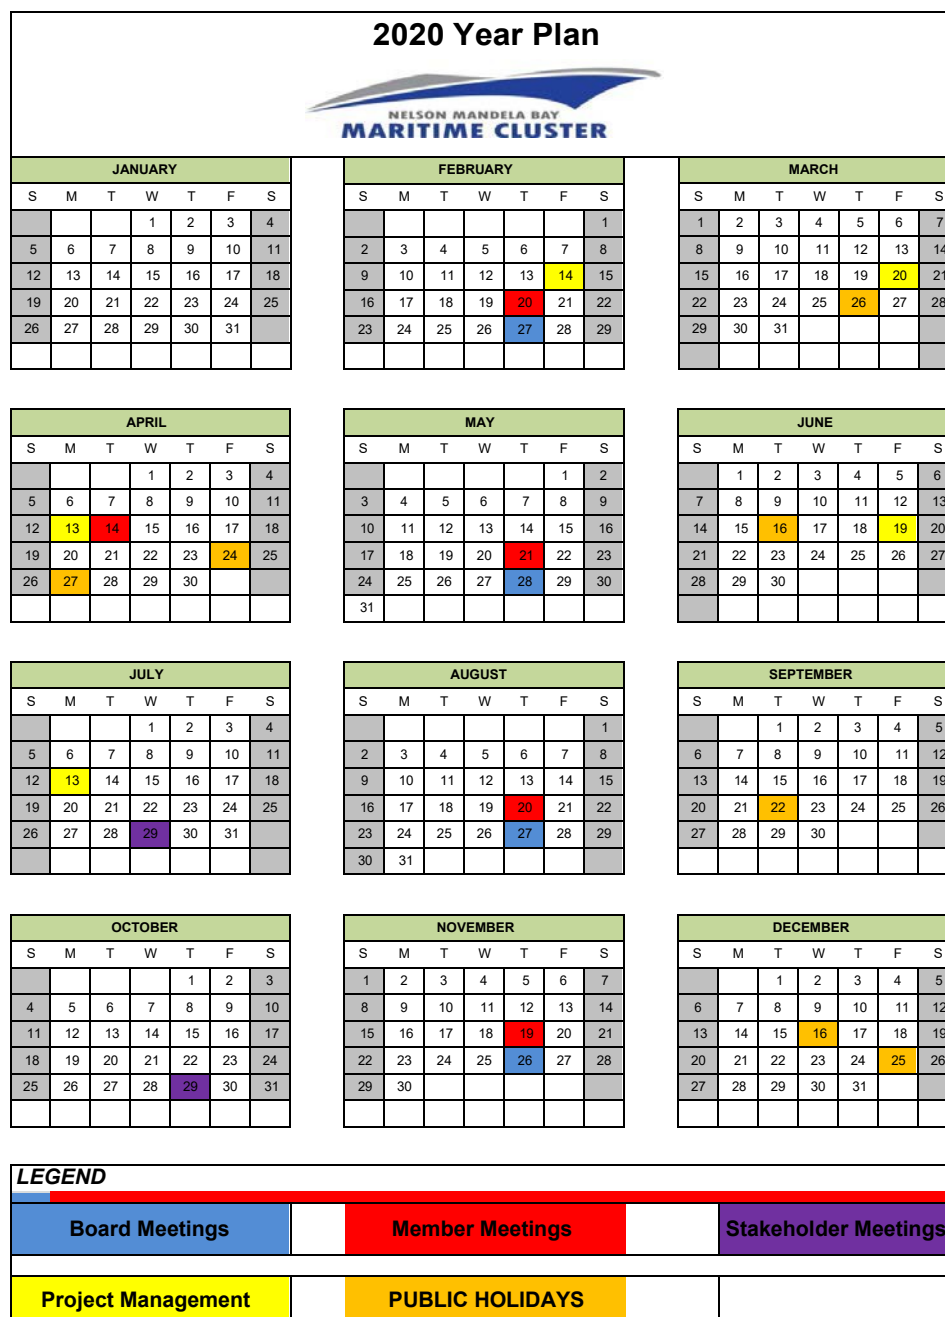 2020 Year Plan
NELSON MANDELA BAY
MARITIME CLUSTER
JANUARY FEBRUARY MARCH
S M T W T F S S M T W T F S S M T W T F S
1 2 3 4 1 1 2 3 4 5 6 7
5 6 7 8 9 10 11 2 3 4 5 6 7 8 8 9 10 11 12 13 14
12 13 14 15 16 17 18 9 10 11 12 13 14 15 15 16 17 18 19 20 21
19 20 21 22 23 24 25 16 17 18 19 20 21 22 22 23 24 25 26 27 28
26 27 28 29 30 31 23 24 25 26 27 28 29 29 30 31
APRIL MAY JUNE
S M T W T F S S M T W T F S S M T W T F S
1 2 3 4 1 2 1 2 3 4 5 6
5 6 7 8 9 10 11 3 4 5 6 7 8 9 7 8 9 10 11 12 13
12 13 14 15 16 17 18 10 11 12 13 14 15 16 14 15 16 17 18 19 20
19 20 21 22 23 24 25 17 18 19 20 21 22 23 21 22 23 24 25 26 27
26 27 28 29 30 24 25 26 27 28 29 30 28 29 30
31
JULY AUGUST SEPTEMBER
S M T W T F S S M T W T F S S M T W T F S
1 2 3 4 1 1 2 3 4 5
5 6 7 8 9 10 11 2 3 4 5 6 7 8 6 7 8 9 10 11 12
12 13 14 15 16 17 18 9 10 11 12 13 14 15 13 14 15 16 17 18 19
19 20 21 22 23 24 25 16 17 18 19 20 21 22 20 21 22 23 24 25 26
26 27 28 29 30 31 23 24 25 26 27 28 29 27 28 29 30
30 31
OCTOBER NOVEMBER DECEMBER
S M T W T F S S M T W T F S S M T W T F S
1 2 3 1 2 3 4 5 6 7 1 2 3 4 5
4 5 6 7 8 9 10 8 9 10 11 12 13 14 6 7 8 9 10 11 12
11 12 13 14 15 16 17 15 16 17 18 19 20 21 13 14 15 16 17 18 19
18 19 20 21 22 23 24 22 23 24 25 26 27 28 20 21 22 23 24 25 26
25 26 27 28 29 30 31 29 30 27 28 29 30 31
LEGEND
Board Meetings Member Meetings Stakeholder Meetings
Project Management PUBLIC HOLIDAYS